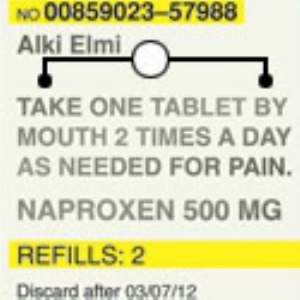 NO 00859023-57988
Alki Elmi
TAKE ONE TABLET BY
MOUTH 2 TIMES A DAY
AS NEEDED FOR PAIN.
NAPROXEN 500 MG
REFILLS: 2
Discard after 03/07/12